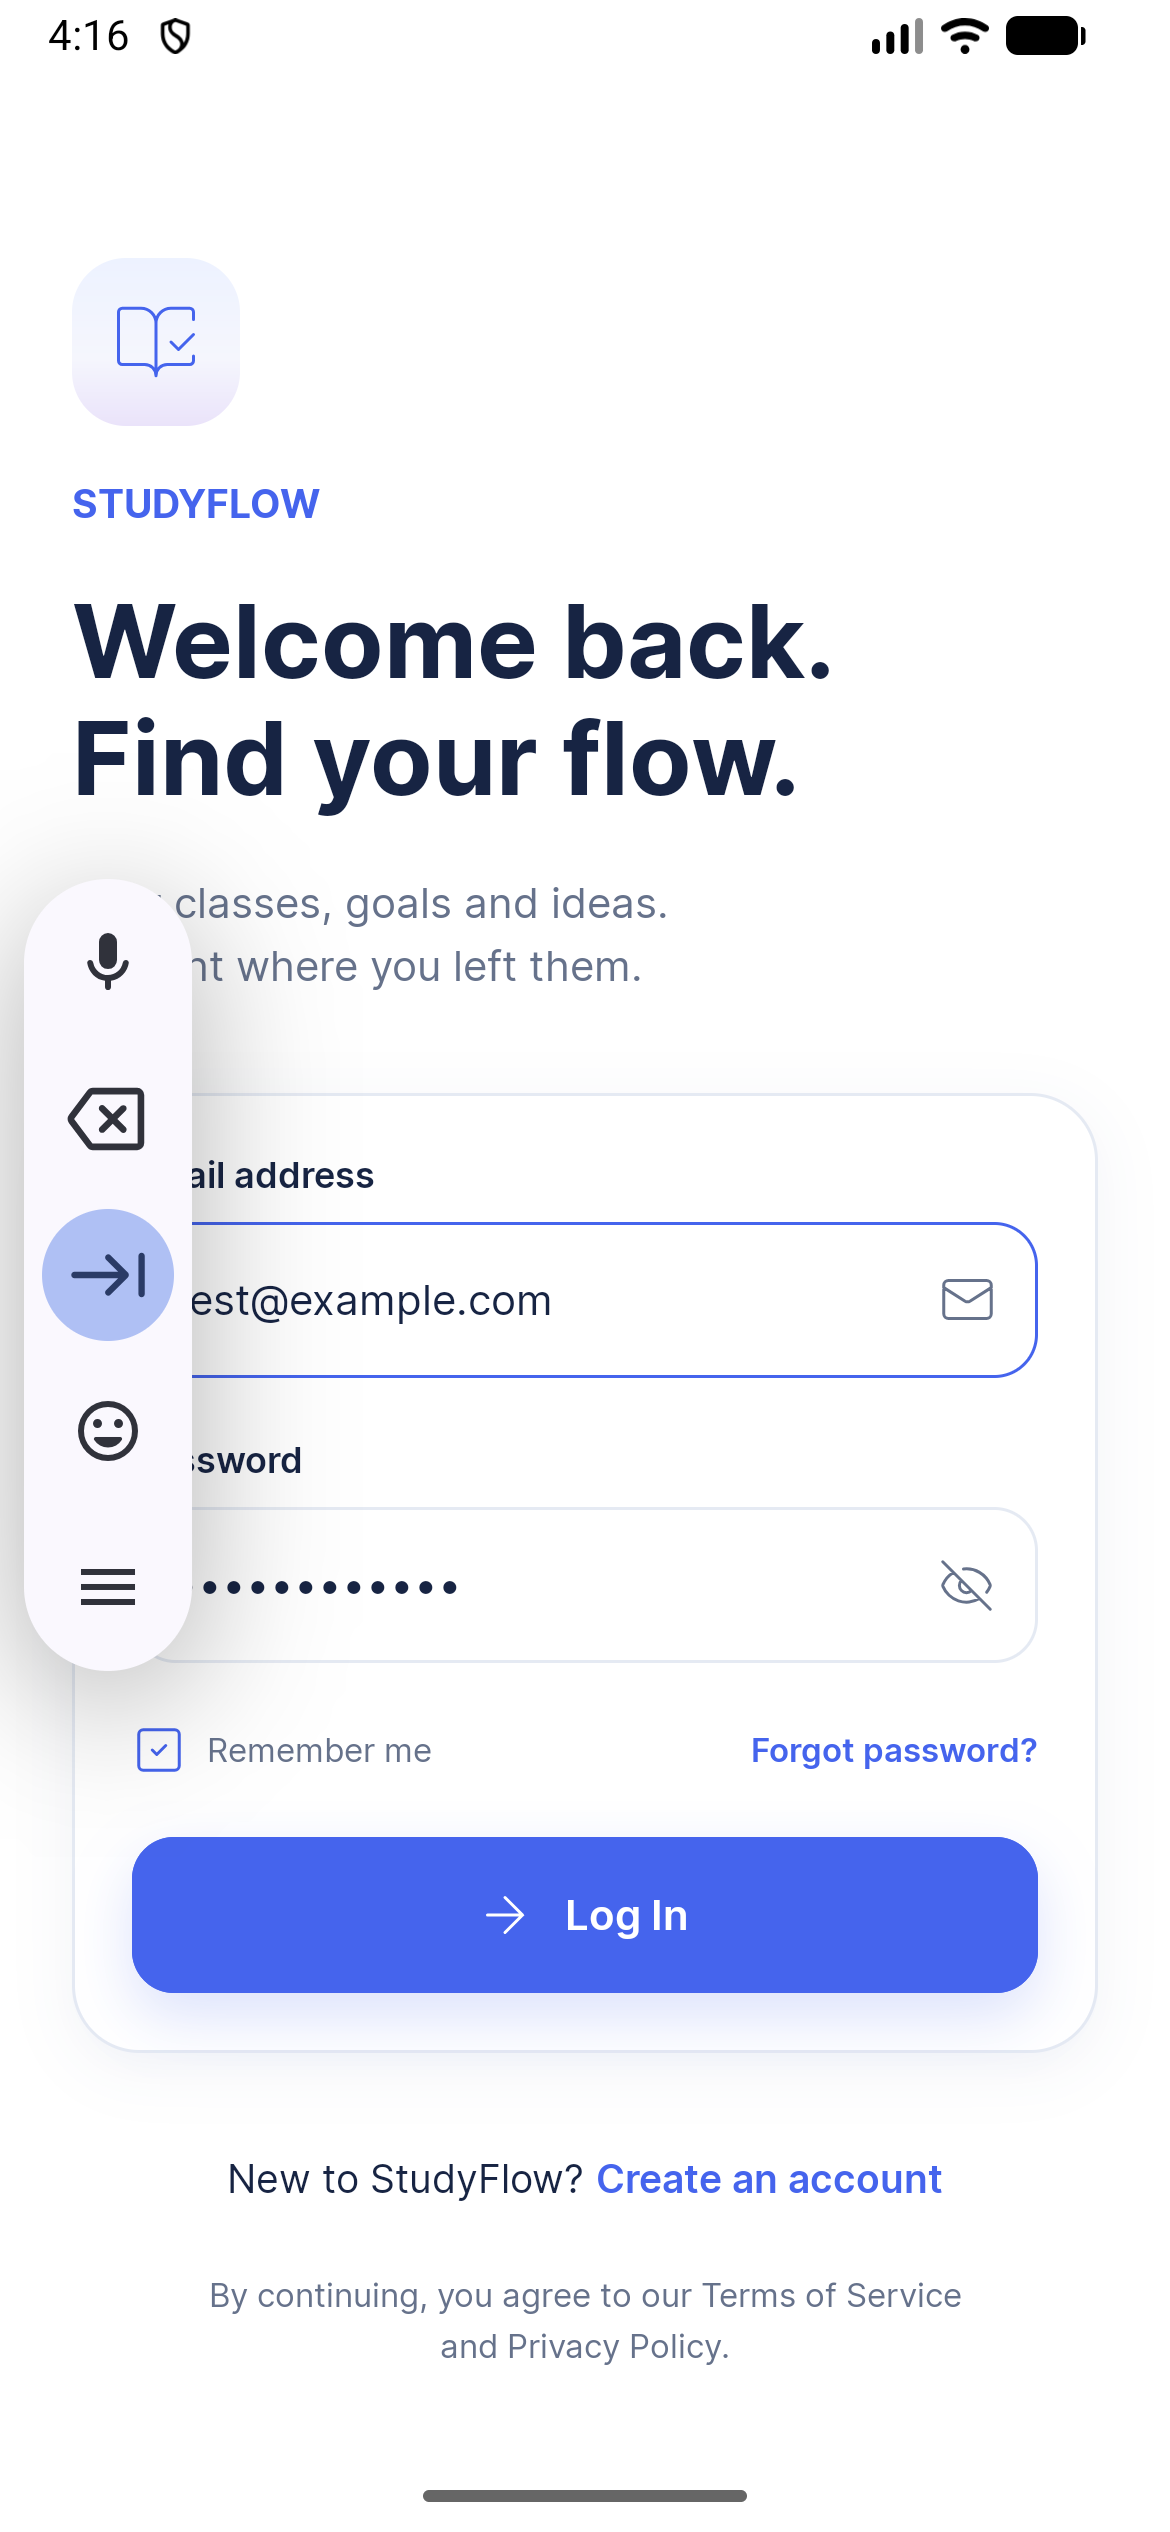 4:16
STUDYFLOW
Welcome back.
Find your flow.
classes, goals and ideas.
where you left them.
address
est@example.com
Remember me
Forgot password?
Log In
New to StudyFlow? Create an account
By continuing, you agree to our Terms of Service
and Privacy Policy.